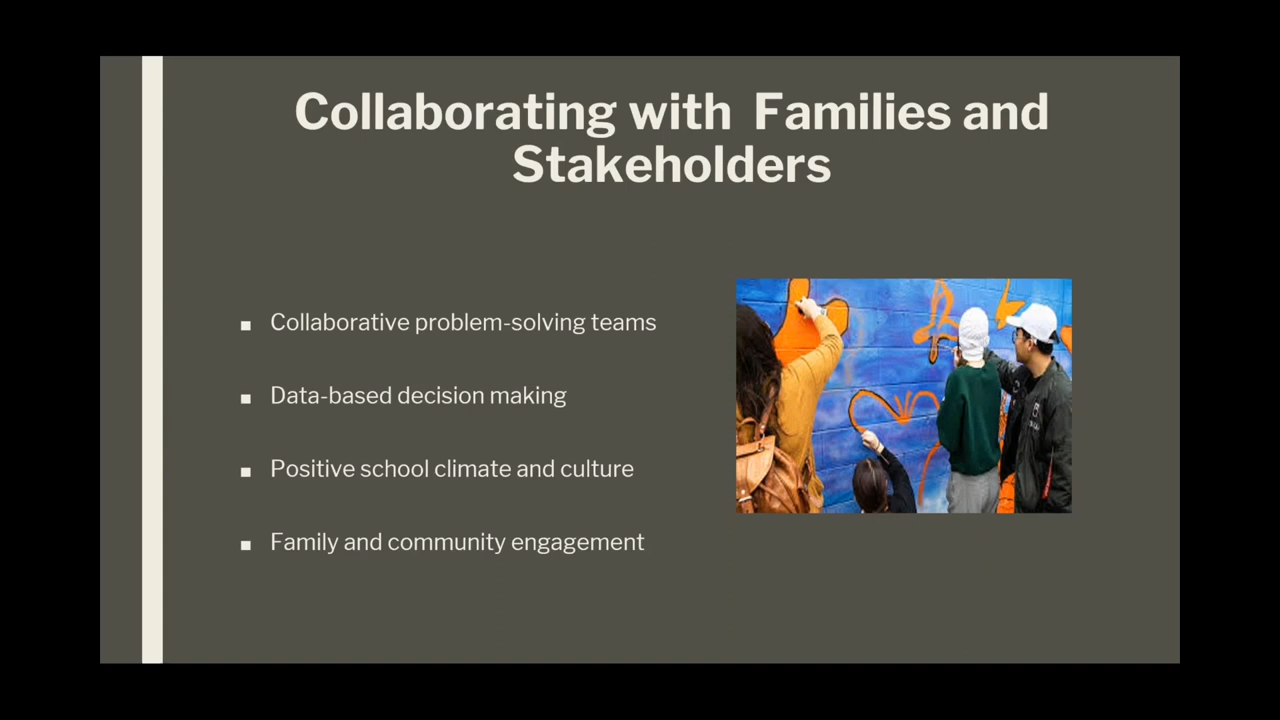 Collaborating with  Families and
Stakeholders
▪ Collaborative problem-solving teams
▪ Data-based decision making
▪ Positive school climate and culture
▪ Family and community engagement